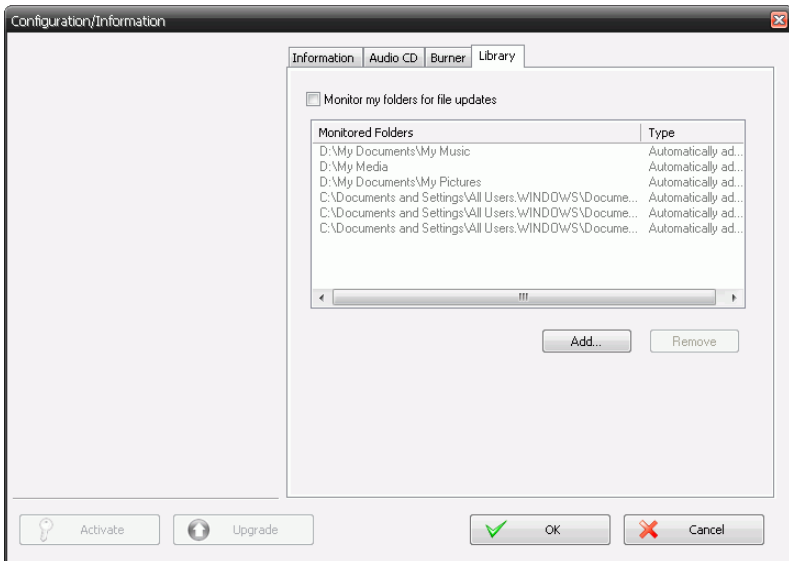 Configuration/Information
Information Audio CD Burner Library
Monitor my folders for file updates
Monitored Folders Type
D:\My Documents\My Music Automatically ad...
D:\My Media Automatically ad...
D:\My Documents\My Pictures Automatically ad...
C:\Documents and Settings\All Users.WINDOWS\Docume... Automatically ad...
C:\Documents and Settings\All Users.WINDOWS\Docume... Automatically ad...
C:\Documents and Settings\All Users.WINDOWS\Docume... Automatically ad...
Add... Remove
Activate Upgrade OK Cancel